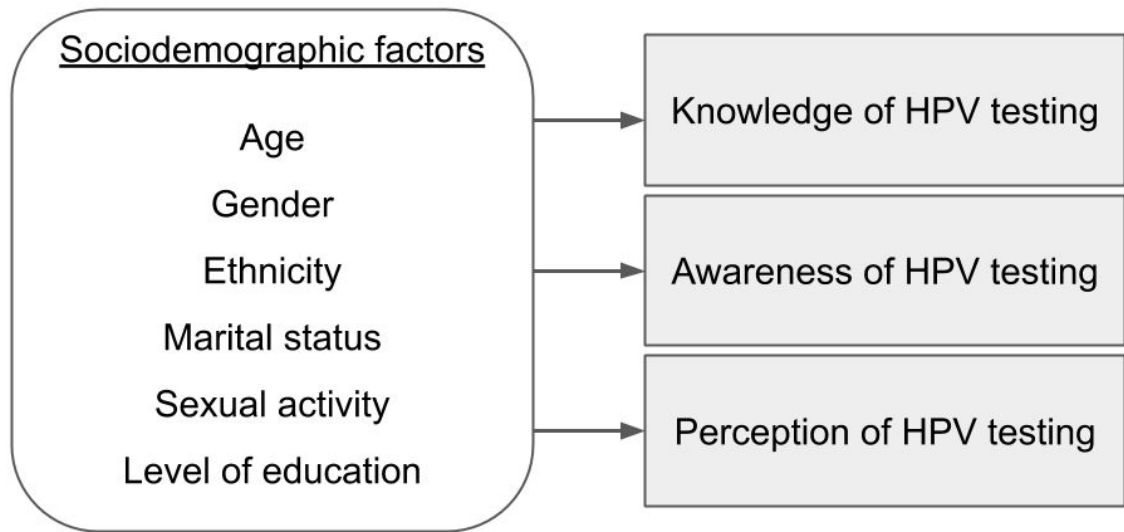 Sociodemographic factors
Age
Gender
Ethnicity
Marital status
Sexual activity
Level of education
Knowledge of HPV testing
Awareness of HPV testing
Perception of HPV testing